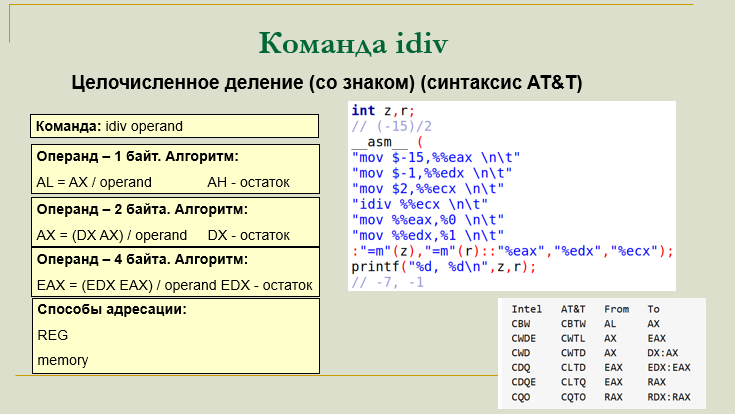 Команда idiv
Целочисленное деление (со знаком) (синтаксис AT&T)
Команда: idiv operand
Операнд – 1 байт. Алгоритм:
AL = AX / operand AH - остаток
Операнд – 2 байта. Алгоритм:
AX = (DX AX) / operand DX - остаток
Операнд – 4 байта. Алгоритм:
EAX = (EDX EAX) / operand EDX - остаток
Способы адресации:
REG
memory
int z,r;
// (-15)/2
__asm__ (
"mov $-15,%%eax \n\t"
"mov $-1,%%edx \n\t"
"mov $2,%%ecx \n\t"
"idiv %%ecx \n\t"
"mov %%eax,%0 \n\t"
"mov %%edx,%1 \n\t"
:"=m"(z),"=m"(r)::"%eax","%edx","%ecx");
printf("%d, %d\n",z,r);
// -7, -1
Intel AT&T From To
CBW CBTW AL AX
CWDE CWTL AX EAX
CWD CWTD AX DX:AX
CDQ CLTD EAX EDX:EAX
CDQE CLTQ EAX RAX
CQO CQTO RAX RDX:RAX